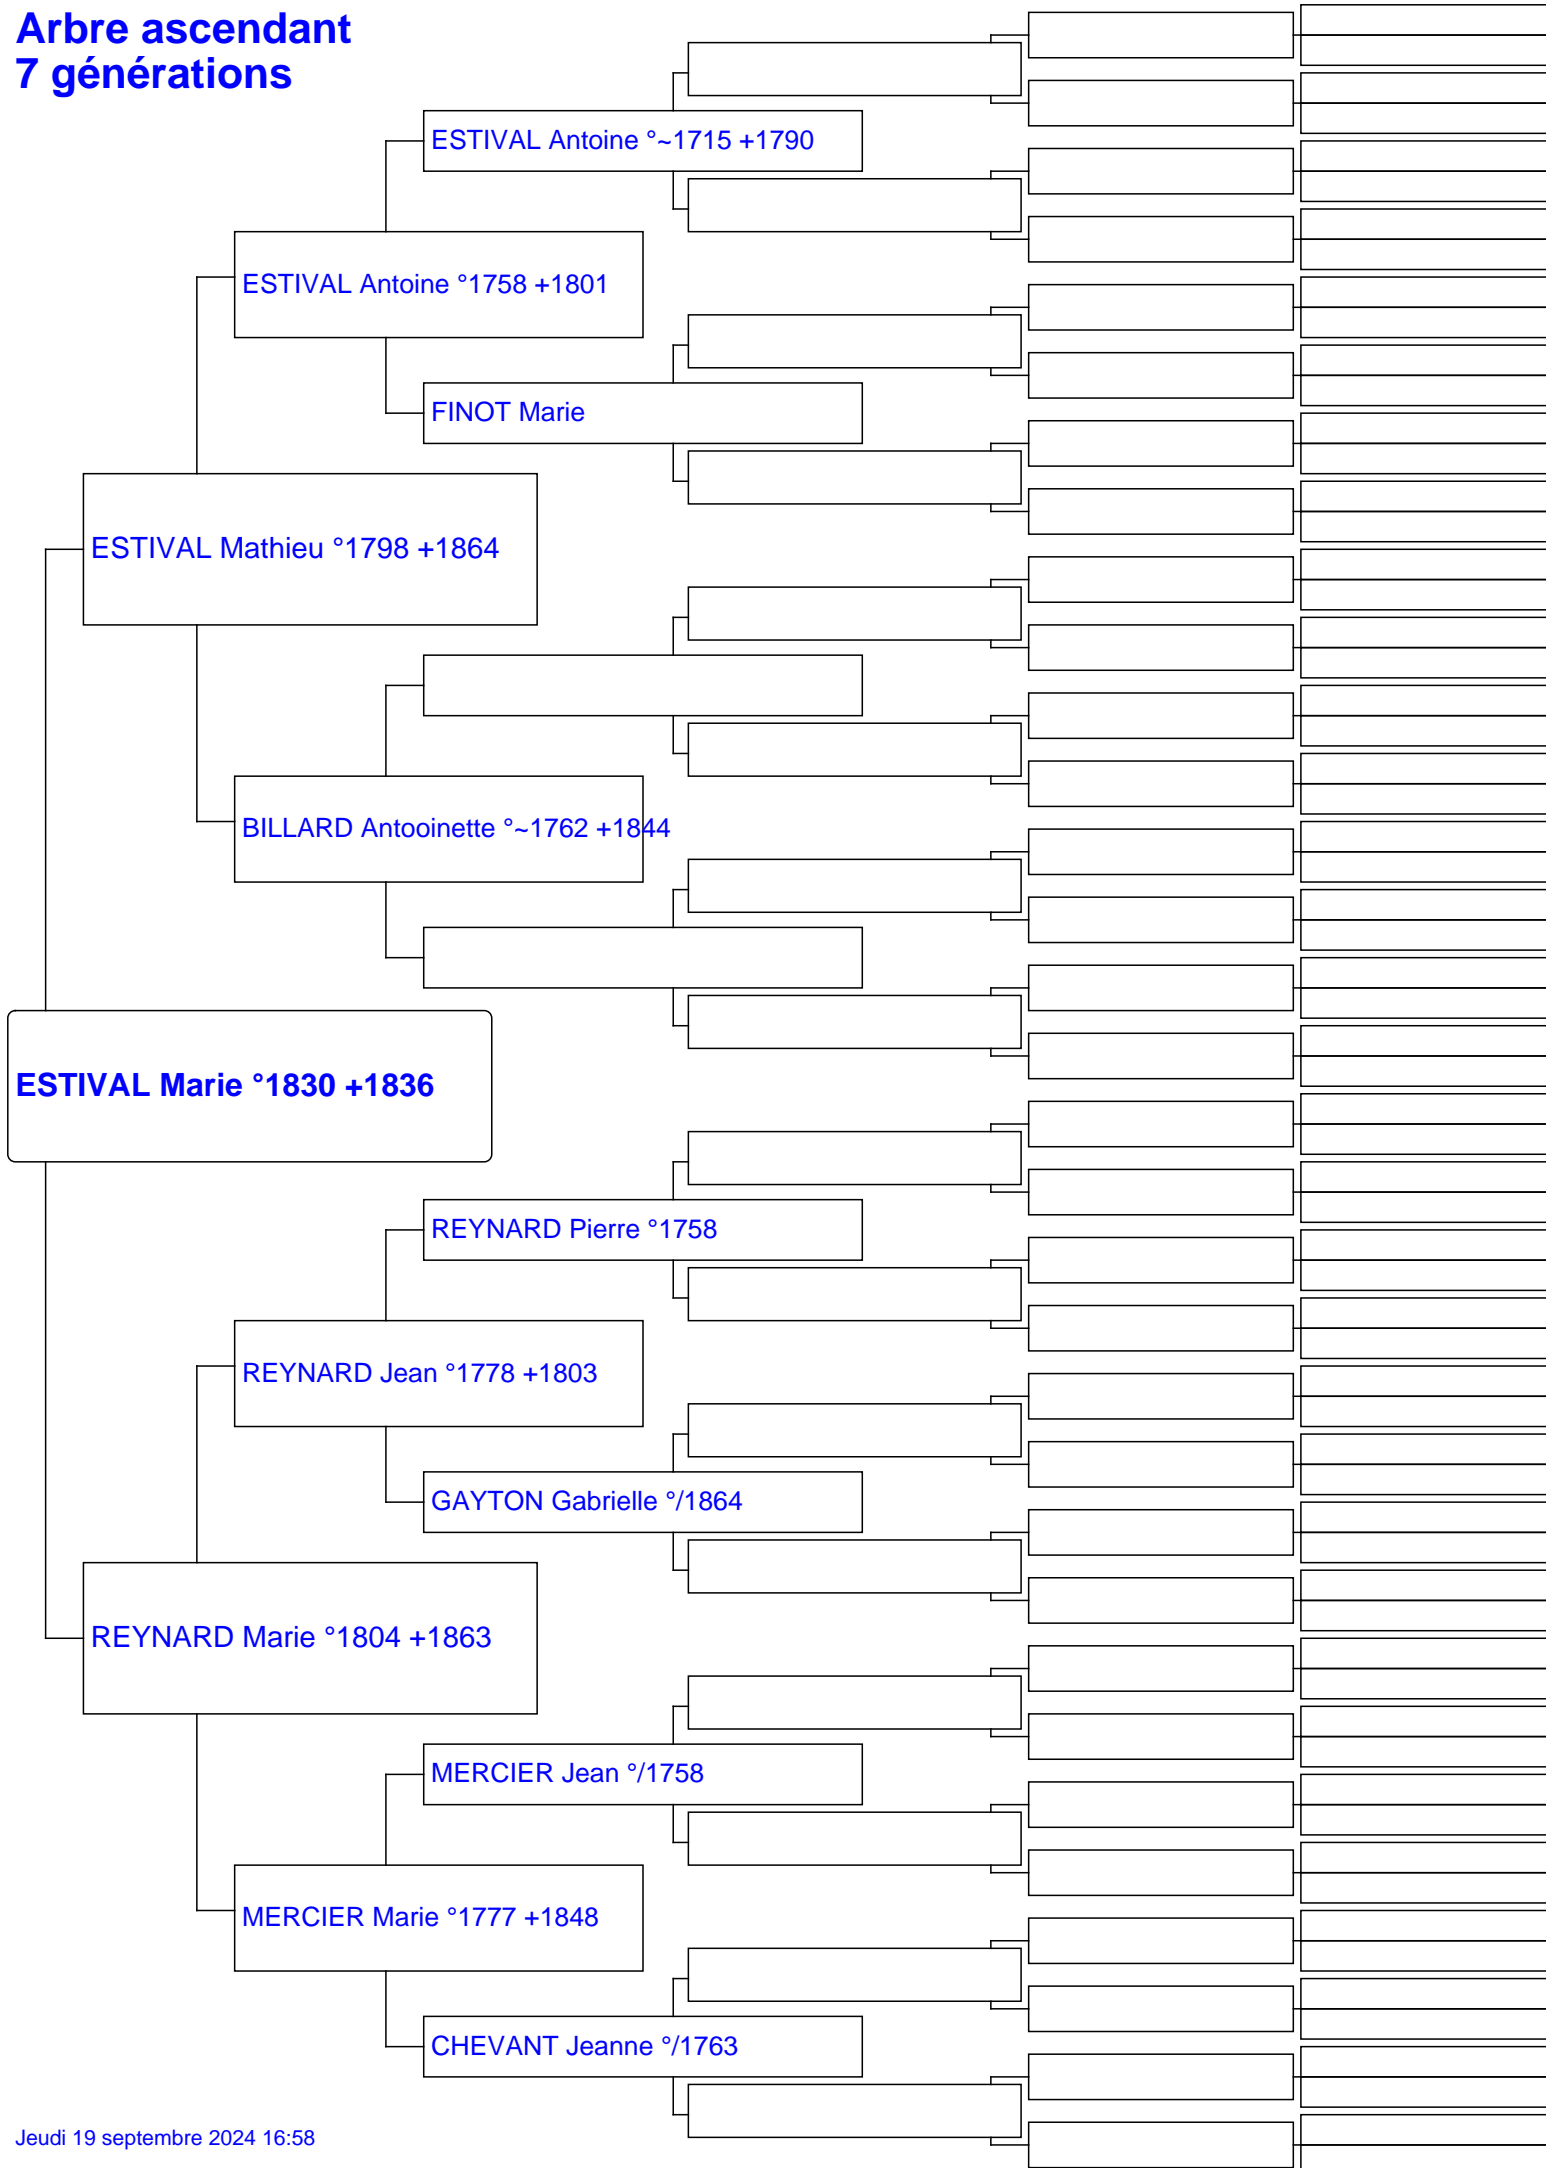 Arbre ascendant
7 générations
ESTIVAL Antoine °~1715 +1790
ESTIVAL Antoine °1758 +1801
FINOT Marie
ESTIVAL Mathieu °1798 +1864
BILLARD Antooinette °~1762 +1844
ESTIVAL Marie °1830 +1836
REYNARD Pierre °1758
REYNARD Jean °1778 +1803
GAYTON Gabrielle °/1864
REYNARD Marie °1804 +1863
MERCIER Jean °/1758
MERCIER Marie °1777 +1848
CHEVANT Jeanne °/1763
Jeudi 19 septembre 2024 16:58